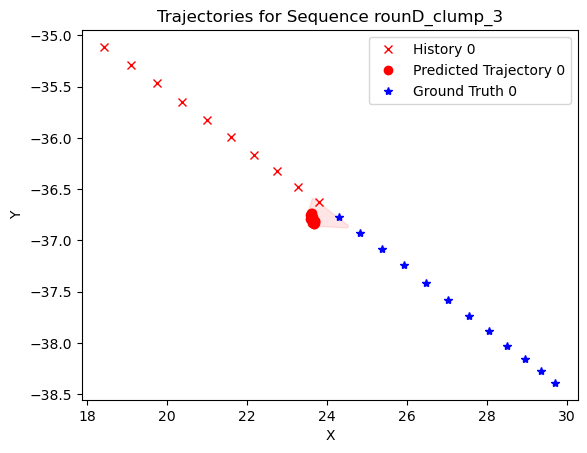 Trajectories for Sequence rounD_clump_3
History 0
Predicted Trajectory 0
Ground Truth 0
−35.0
−35.5
−36.0
−36.5
−37.0
−37.5
−38.0
−38.5
Y
18 20 22 24 26 28 30
X